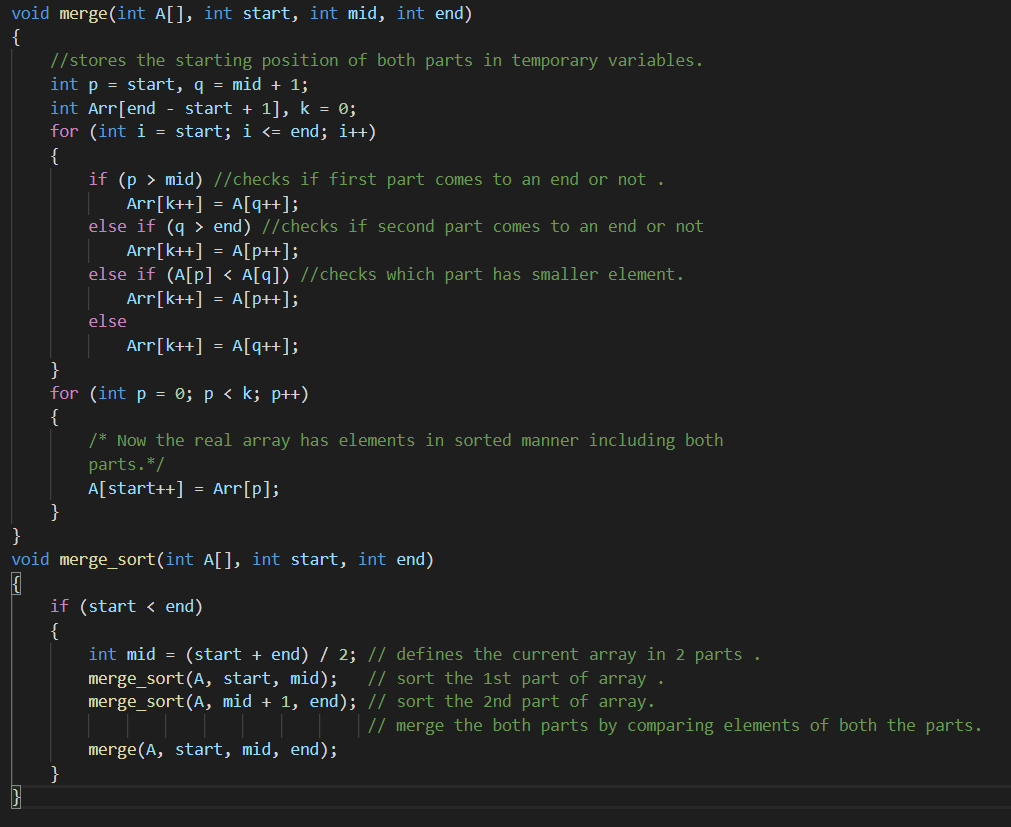 void merge(int A[], int start, int mid, int end)
{
    //stores the starting position of both parts in temporary variables.
    int p = start, q = mid + 1;
    int Arr[end - start + 1], k = 0;
    for (int i = start; i <= end; i++)
    {
        if (p > mid) //checks if first part comes to an end or not .
            Arr[k++] = A[q++];
        else if (q > end) //checks if second part comes to an end or not
            Arr[k++] = A[p++];
        else if (A[p] < A[q]) //checks which part has smaller element.
            Arr[k++] = A[p++];
        else
            Arr[k++] = A[q++];
    }
    for (int p = 0; p < k; p++)
    {
        /* Now the real array has elements in sorted manner including both
        parts.*/
        A[start++] = Arr[p];
    }
}
void merge_sort(int A[], int start, int end)
{
    if (start < end)
    {
        int mid = (start + end) / 2; // defines the current array in 2 parts .
        merge_sort(A, start, mid);   // sort the 1st part of array .
        merge_sort(A, mid + 1, end); // sort the 2nd part of array.
                                     // merge the both parts by comparing elements of both the parts.
        merge(A, start, mid, end);
    }
}